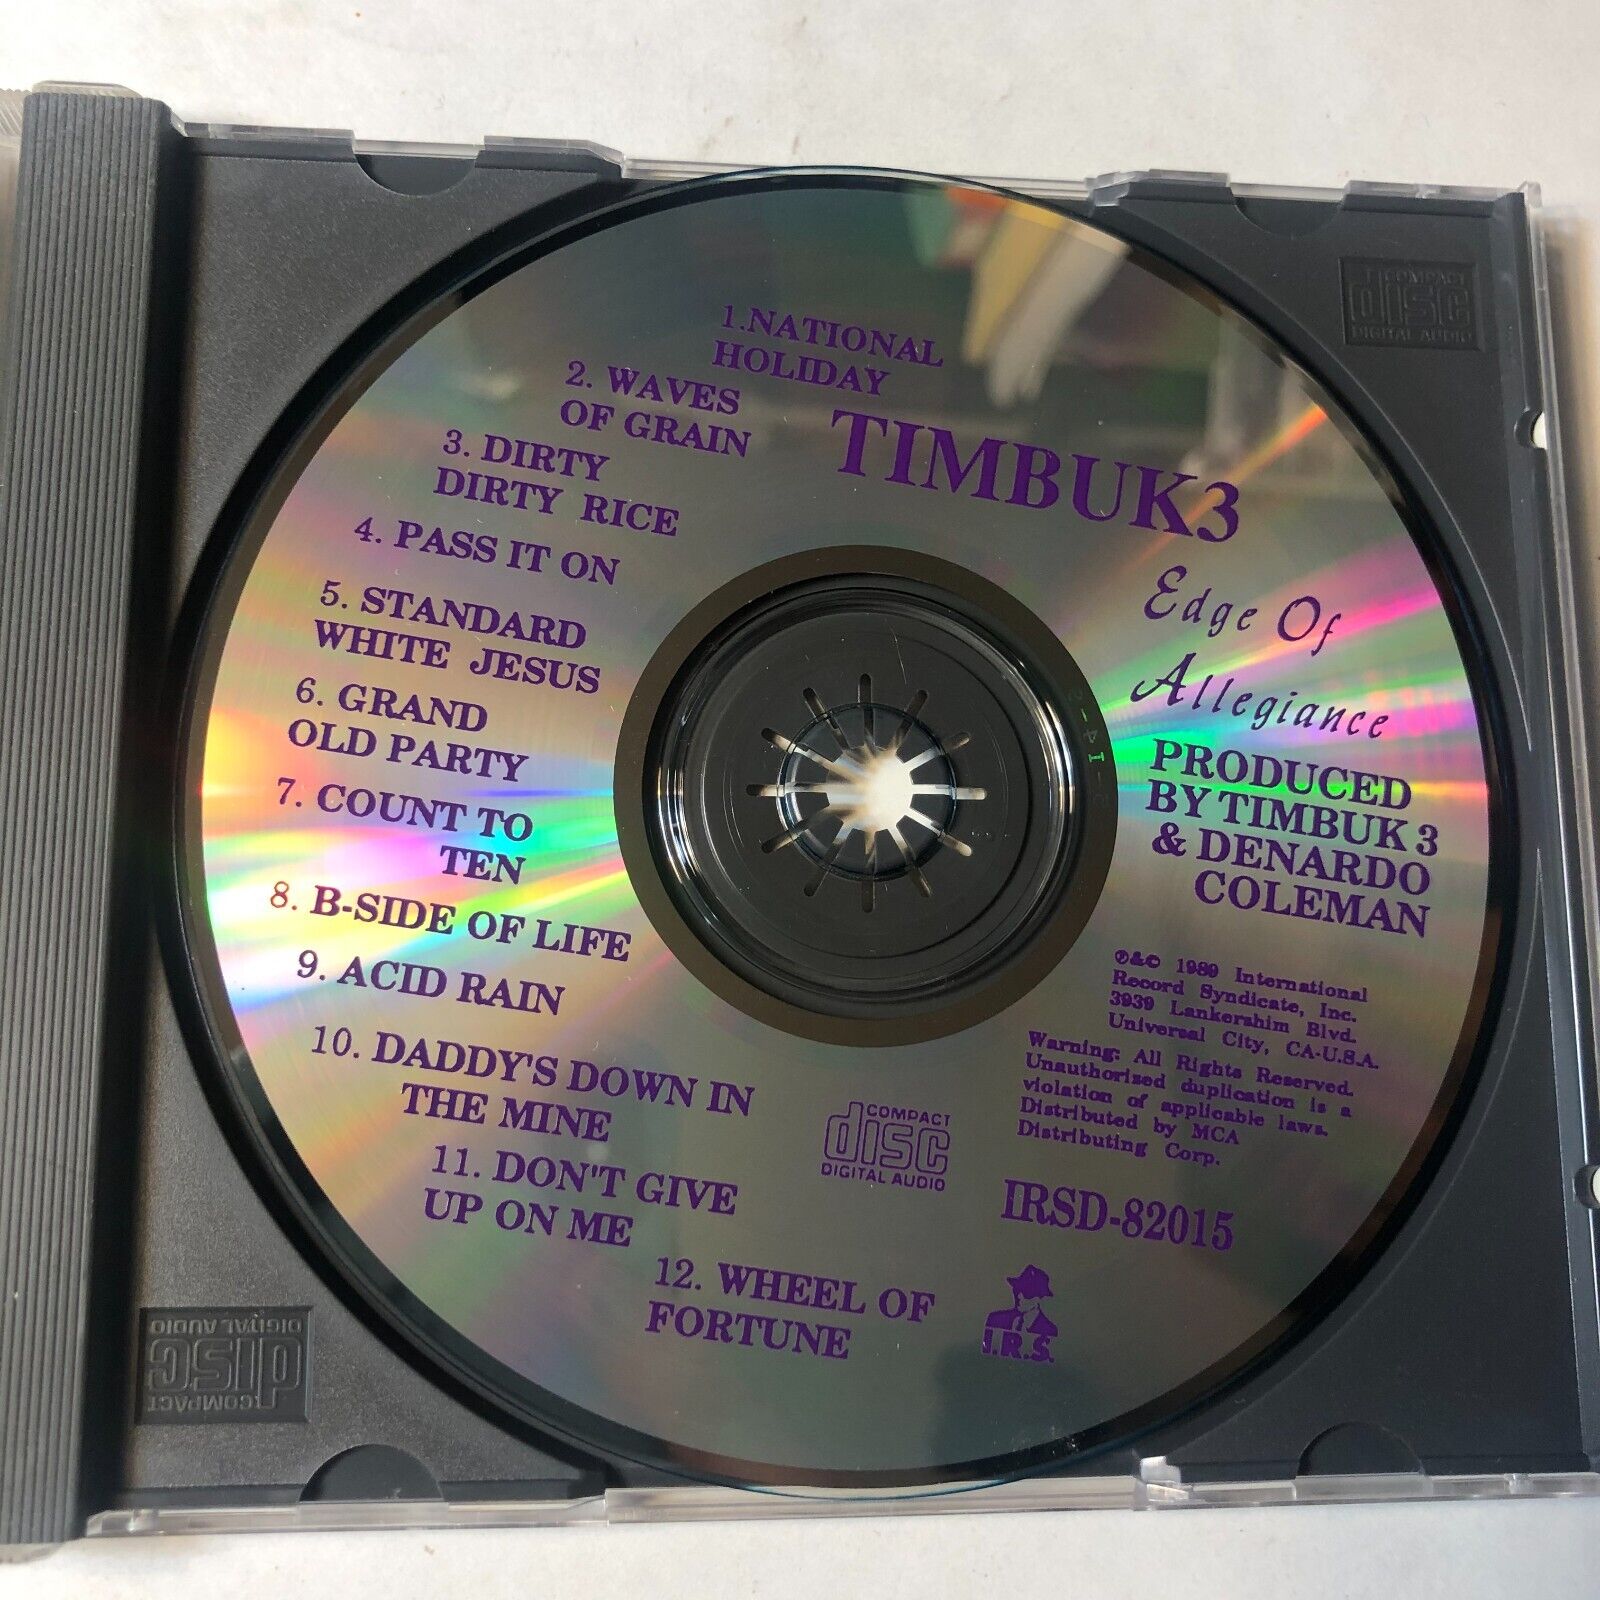 1.NATIONAL
HOLIDAY
2. WAVES
OF GRAIN
3. DIRTY
DIRTY RICE
4. PASS IT ON
5. STANDARD
WHITE JESUS
6. GRAND
OLD PARTY
7. COUNT TO
TEN
8. B-SIDE OF LIFE
9. ACID RAIN
10. DADDY'S DOWN IN
THE MINE
11. DON'T GIVE
UP ON ME
12. WHEEL OF
FORTUNE
TIMBUK3
Edge Of
Allegiance
PRODUCED
BY TIMBUK 3
& DENARDO
COLEMAN
℗&© 1989 International
Record Syndicate, Inc.
3939 Lankershim Blvd.
Universal City, CA-U.S.A.
Warning: All Rights Reserved.
Unauthorized duplication is a
violation of applicable laws.
Distributed by MCA
Distributing Corp.
COMPACT
disc
DIGITAL AUDIO
IRSD-82015
I.R.S.
COMPACT
disc
DIGITAL AUDIO
COMPACT
disc
DIGITAL AUDIO